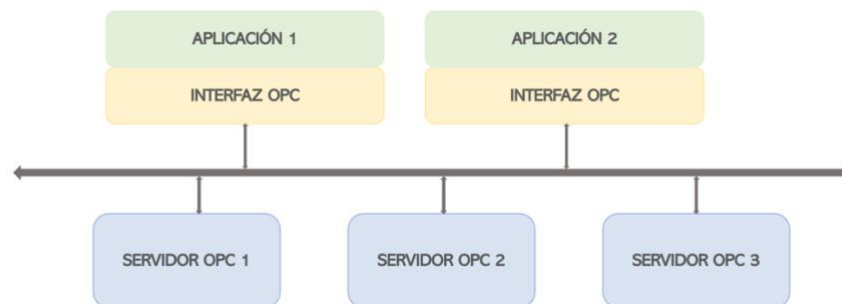 APLICACIÓN 1
APLICACIÓN 2
INTERFAZ OPC
INTERFAZ OPC
SERVIDOR OPC 1
SERVIDOR OPC 2
SERVIDOR OPC 3